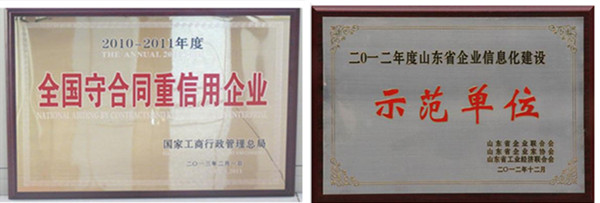 2010-2011年度
THE ANNUAL 2010-2011
全国守合同重信用企业
国家工商行政管理总局
二〇一二年度山东省企业信息化建设
示范单位
山东省企业联合会
山东省企业家协会
山东省工业经济联合会
二〇一二年十二月